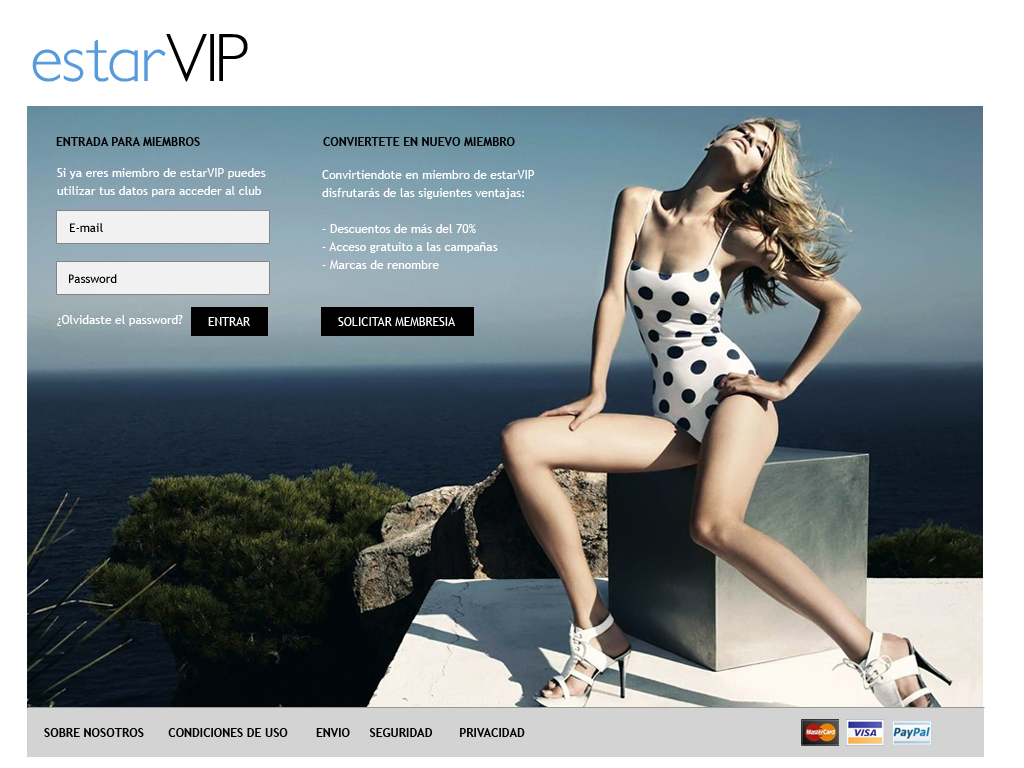 estarVIP
ENTRADA PARA MIEMBROS
Si ya eres miembro de estarVIP puedes
utilizar tus datos para acceder al club
E-mail
Password
¿Olvidaste el password?
ENTRAR
CONVIERTETE EN NUEVO MIEMBRO
Convirtiendote en miembro de estarVIP
disfrutarás de las siguientes ventajas:
- Descuentos de más del 70%
- Acceso gratuito a las campañas
- Marcas de renombre
SOLICITAR MEMBRESIA
SOBRE NOSOTROS CONDICIONES DE USO ENVIO SEGURIDAD PRIVACIDAD
MasterCard VISA PayPal